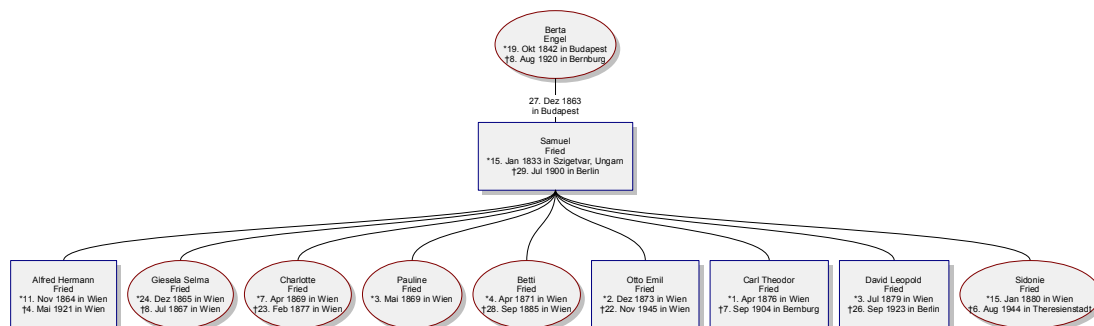 Berta
Engel
*19. Okt 1842 in Budapest
†8. Aug 1920 in Bernburg
27. Dez 1863
in Budapest
Samuel
Fried
*15. Jan 1833 in Szigetvar, Ungarn
†29. Jul 1900 in Berlin
Alfred Hermann
Fried
*11. Nov 1864 in Wien
†4. Mai 1921 in Wien
Giesela Selma
Fried
*24. Dez 1865 in Wien
†8. Jul 1867 in Wien
Charlotte
Fried
*7. Apr 1869 in Wien
†23. Feb 1877 in Wien
Pauline
Fried
*3. Mai 1869 in Wien
Betti
Fried
*4. Apr 1871 in Wien
†28. Sep 1885 in Wien
Otto Emil
Fried
*2. Dez 1873 in Wien
†22. Nov 1945 in Wien
Carl Theodor
Fried
*1. Apr 1876 in Wien
†7. Sep 1904 in Bernburg
David Leopold
Fried
*3. Jul 1879 in Wien
†26. Sep 1923 in Berlin
Sidonie
Fried
*15. Jan 1880 in Wien
†6. Aug 1944 in Theresienstadt